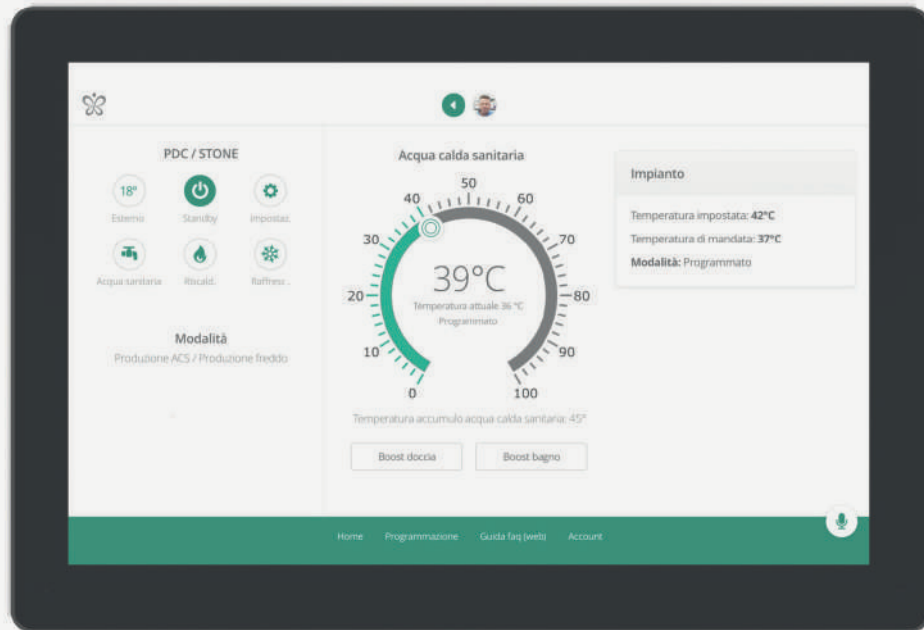 PDC / STONE
18°
Esterno
Standby
Impostaz.
Acqua sanitaria
Riscald.
Raffresc .
Modalità
Produzione ACS / Produzione freddo
Acqua calda sanitaria
0
10
20
30
40
50
60
70
80
90
100
39°C
Temperatura attuale 36 °C
Programmato
Temperatura accumulo acqua calda sanitaria: 45°
Boost doccia
Boost bagno
Impianto
Temperatura impostata: 42°C
Temperatura di mandata: 37°C
Modalità: Programmato
Home
Programmazione
Guida faq (web)
Account